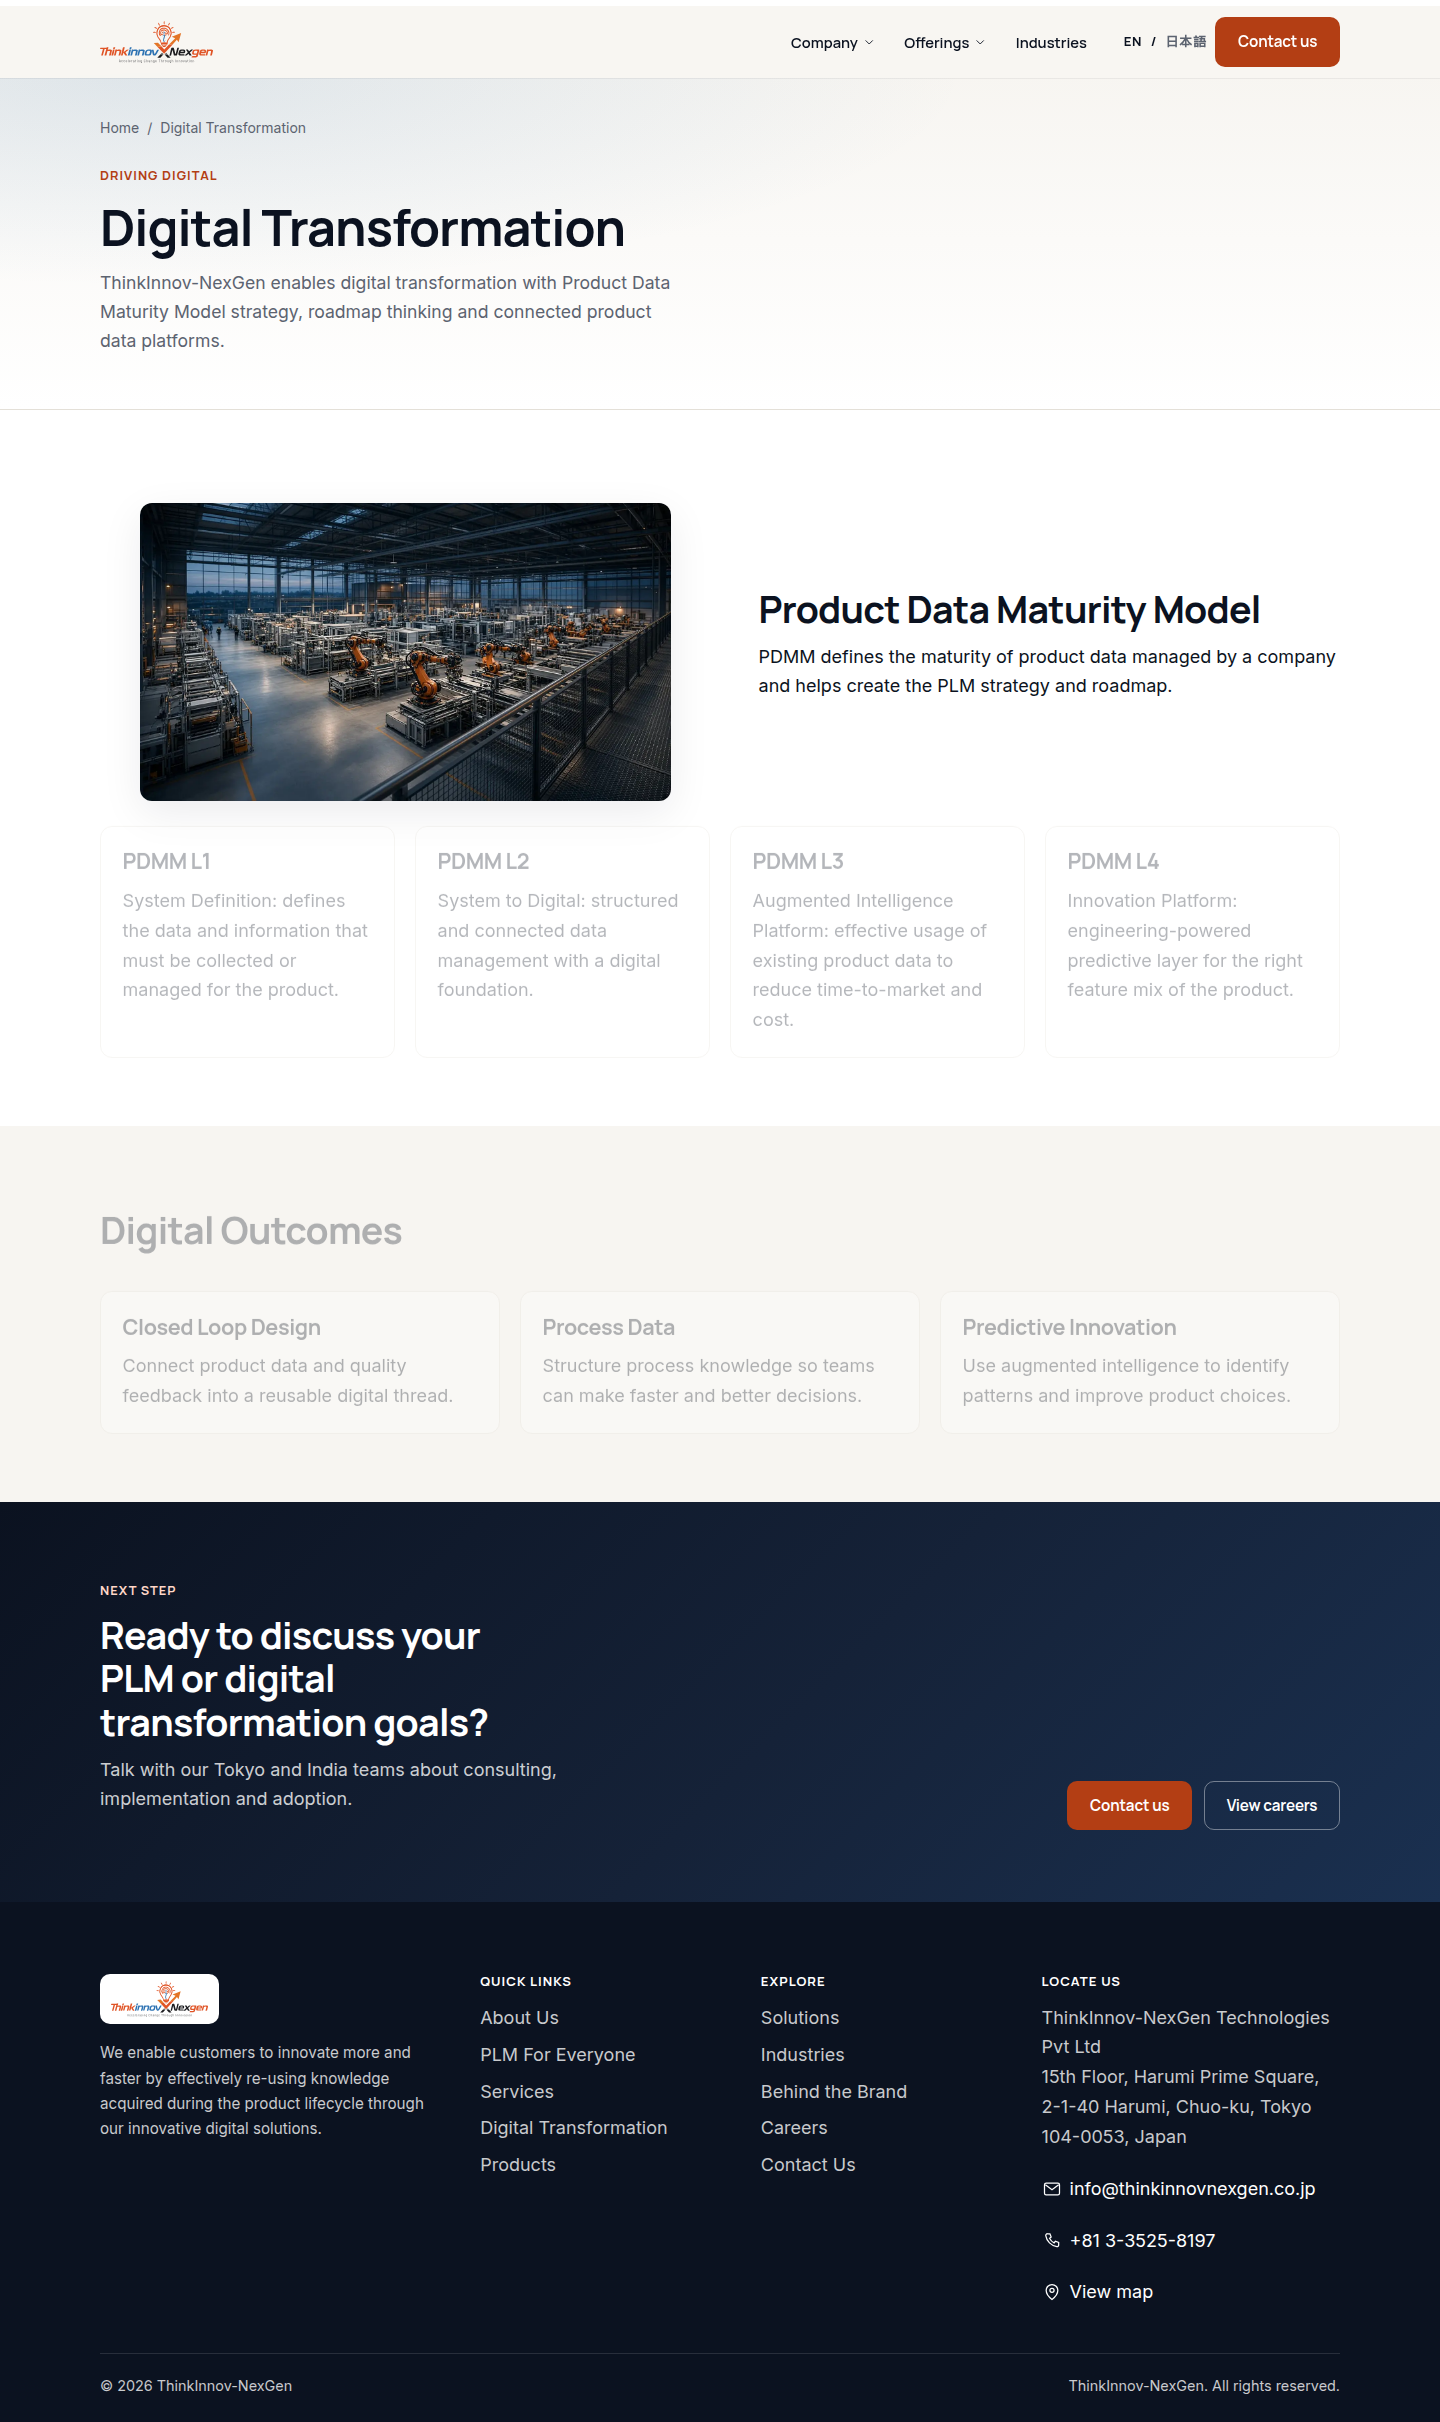 Thinkinnov Nexgen
Accelerating Change Through Innovation
Company
Offerings
Industries
EN / 日本語
Contact us
Home / Digital Transformation
DRIVING DIGITAL
Digital Transformation
ThinkInnov-NexGen enables digital transformation with Product Data
Maturity Model strategy, roadmap thinking and connected product
data platforms.
Product Data Maturity Model
PDMM defines the maturity of product data managed by a company
and helps create the PLM strategy and roadmap.
PDMM L1
System Definition: defines
the data and information that
must be collected or
managed for the product.
PDMM L2
System to Digital: structured
and connected data
management with a digital
foundation.
PDMM L3
Augmented Intelligence
Platform: effective usage of
existing product data to
reduce time-to-market and
cost.
PDMM L4
Innovation Platform:
engineering-powered
predictive layer for the right
feature mix of the product.
Digital Outcomes
Closed Loop Design
Connect product data and quality
feedback into a reusable digital thread.
Process Data
Structure process knowledge so teams
can make faster and better decisions.
Predictive Innovation
Use augmented intelligence to identify
patterns and improve product choices.
NEXT STEP
Ready to discuss your
PLM or digital
transformation goals?
Talk with our Tokyo and India teams about consulting,
implementation and adoption.
Contact us
View careers
Thinkinnov Nexgen
We enable customers to innovate more and
faster by effectively re-using knowledge
acquired during the product lifecycle through
our innovative digital solutions.
QUICK LINKS
About Us
PLM For Everyone
Services
Digital Transformation
Products
EXPLORE
Solutions
Industries
Behind the Brand
Careers
Contact Us
LOCATE US
ThinkInnov-NexGen Technologies
Pvt Ltd
15th Floor, Harumi Prime Square,
2-1-40 Harumi, Chuo-ku, Tokyo
104-0053, Japan
info@thinkinnovnexgen.co.jp
+81 3-3525-8197
View map
© 2026 ThinkInnov-NexGen
ThinkInnov-NexGen. All rights reserved.